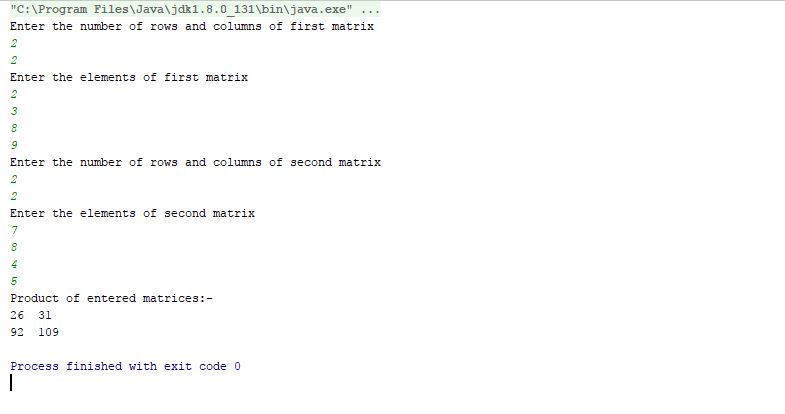 "C:\Program Files\Java\jdk1.8.0_131\bin\java.exe" ...
Enter the number of rows and columns of first matrix
2
2
Enter the elements of first matrix
2
3
8
9
Enter the number of rows and columns of second matrix
2
2
Enter the elements of second matrix
7
8
4
5
Product of entered matrices:-
26  31
92  109
Process finished with exit code 0